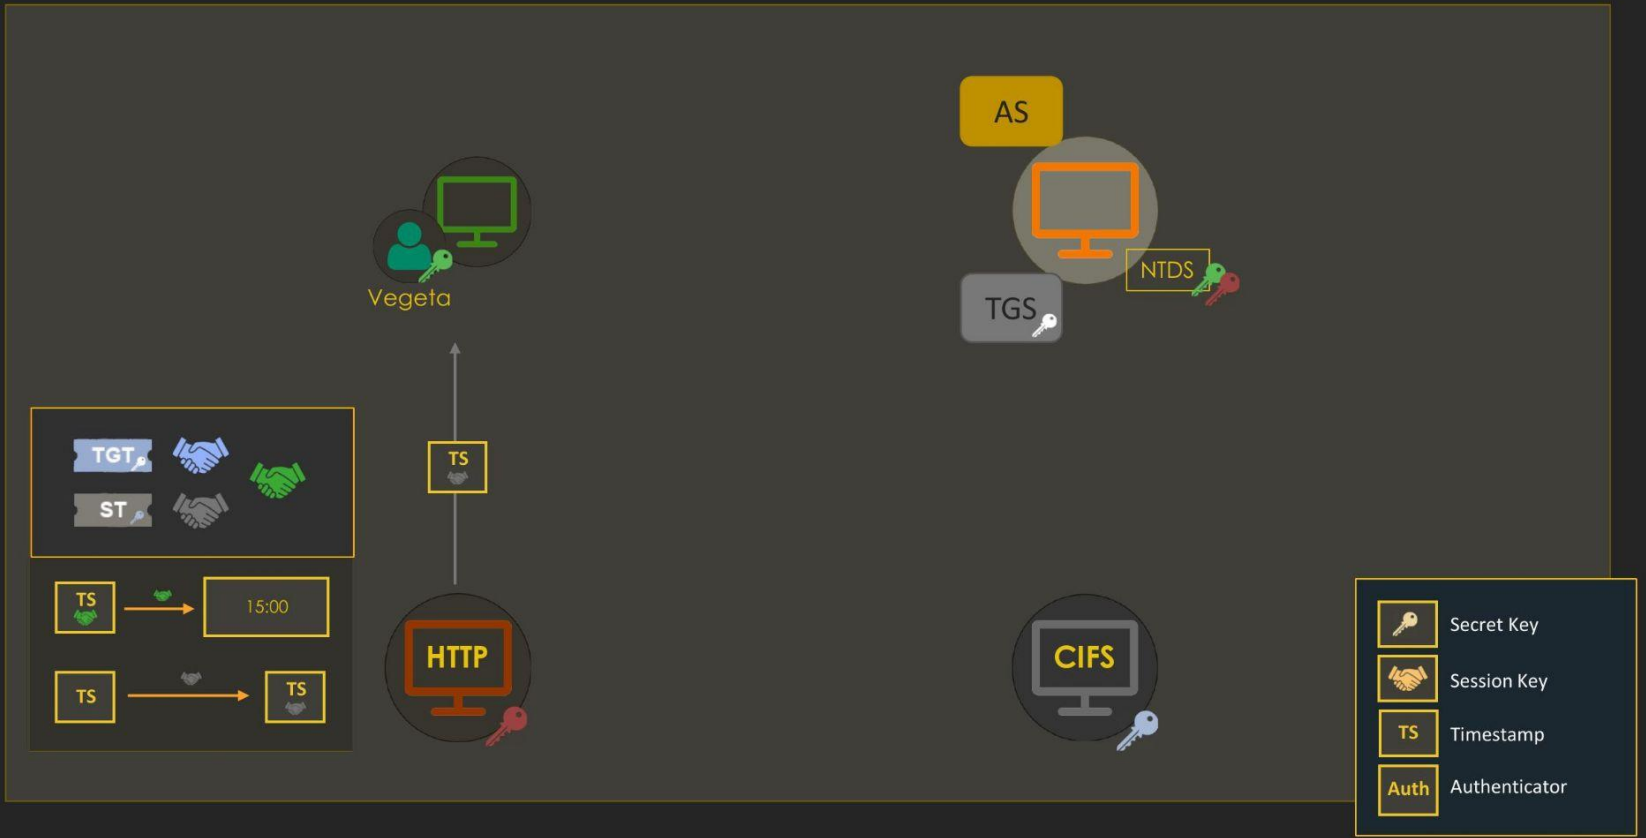 AS
NTDS
TGS
Vegeta
TGT
ST
TS
TS
15:00
TS
TS
HTTP
CIFS
Secret Key
Session Key
TS
Timestamp
Auth
Authenticator